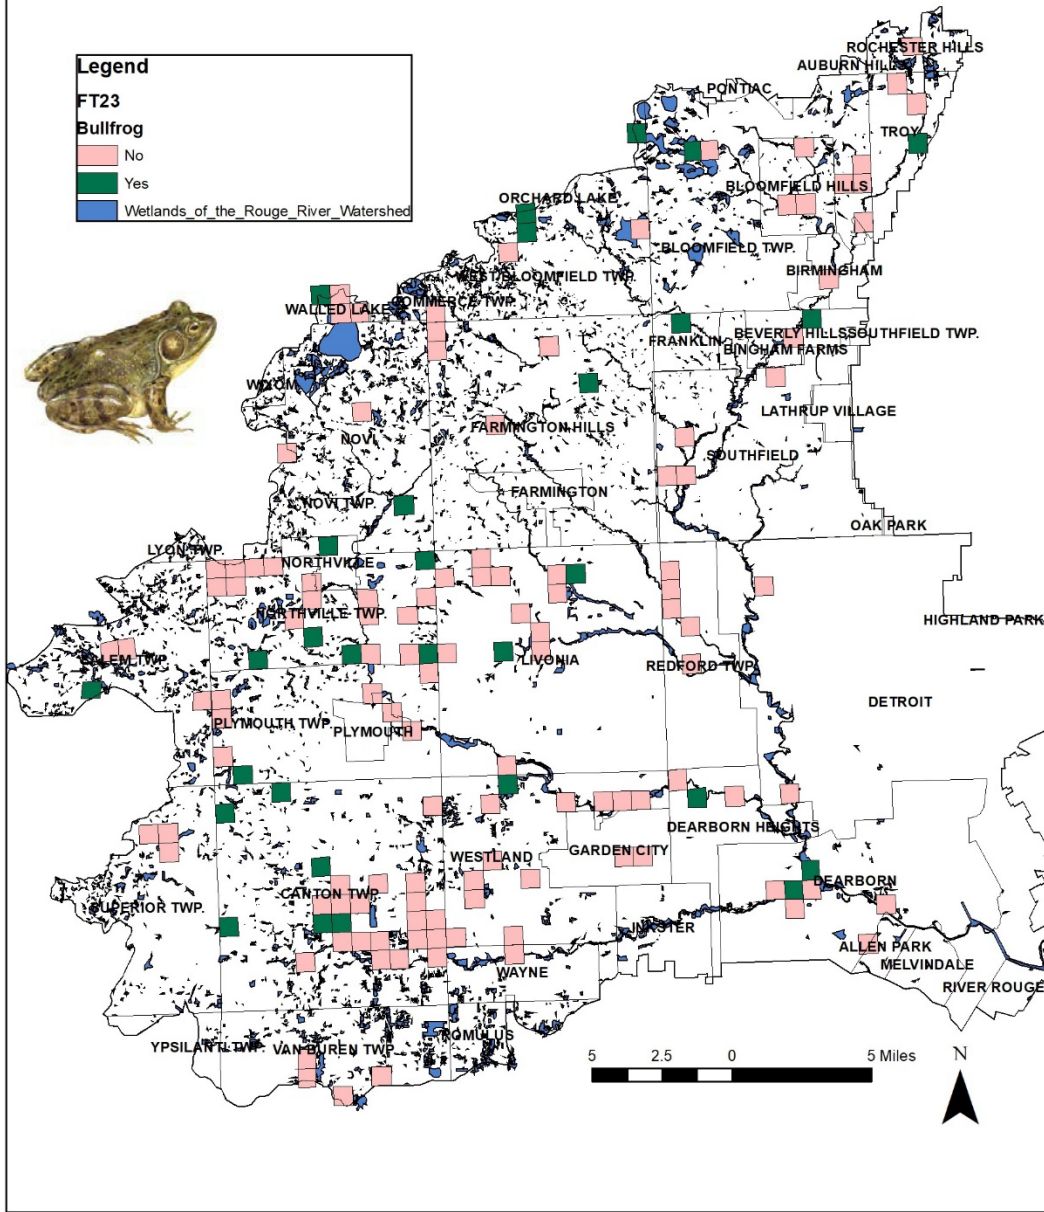 Legend
FT23
Bullfrog
No
Yes
Wetlands_of_the_Rouge_River_Watershed
ROCHESTER HILLS
AUBURN HILLS
PONTIAC
TROY
BLOOMFIELD HILLS
ORCHARD LAKE
BLOOMFIELD TWP.
WEST BLOOMFIELD TWP.
BIRMINGHAM
COMMERCE TWP.
WALLED LAKE
BEVERLY HILLS
SOUTHFIELD TWP.
FRANKLIN
BINGHAM FARMS
WIXOM
LATHRUP VILLAGE
NOVI
FARMINGTON HILLS
SOUTHFIELD
FARMINGTON
NOVI TWP.
OAK PARK
LYON TWP.
NORTHVILLE
NORTHVILLE TWP.
HIGHLAND PARK
SALEM TWP.
LIVONIA
REDFORD TWP.
DETROIT
PLYMOUTH TWP.
PLYMOUTH
DEARBORN HEIGHTS
GARDEN CITY
WESTLAND
DEARBORN
CANTON TWP.
SUPERIOR TWP.
INKSTER
ALLEN PARK
MELVINDALE
WAYNE
RIVER ROUGE
ROMULUS
YPSILANTI TWP.
VAN BUREN TWP.
5 2.5 0 5 Miles
N